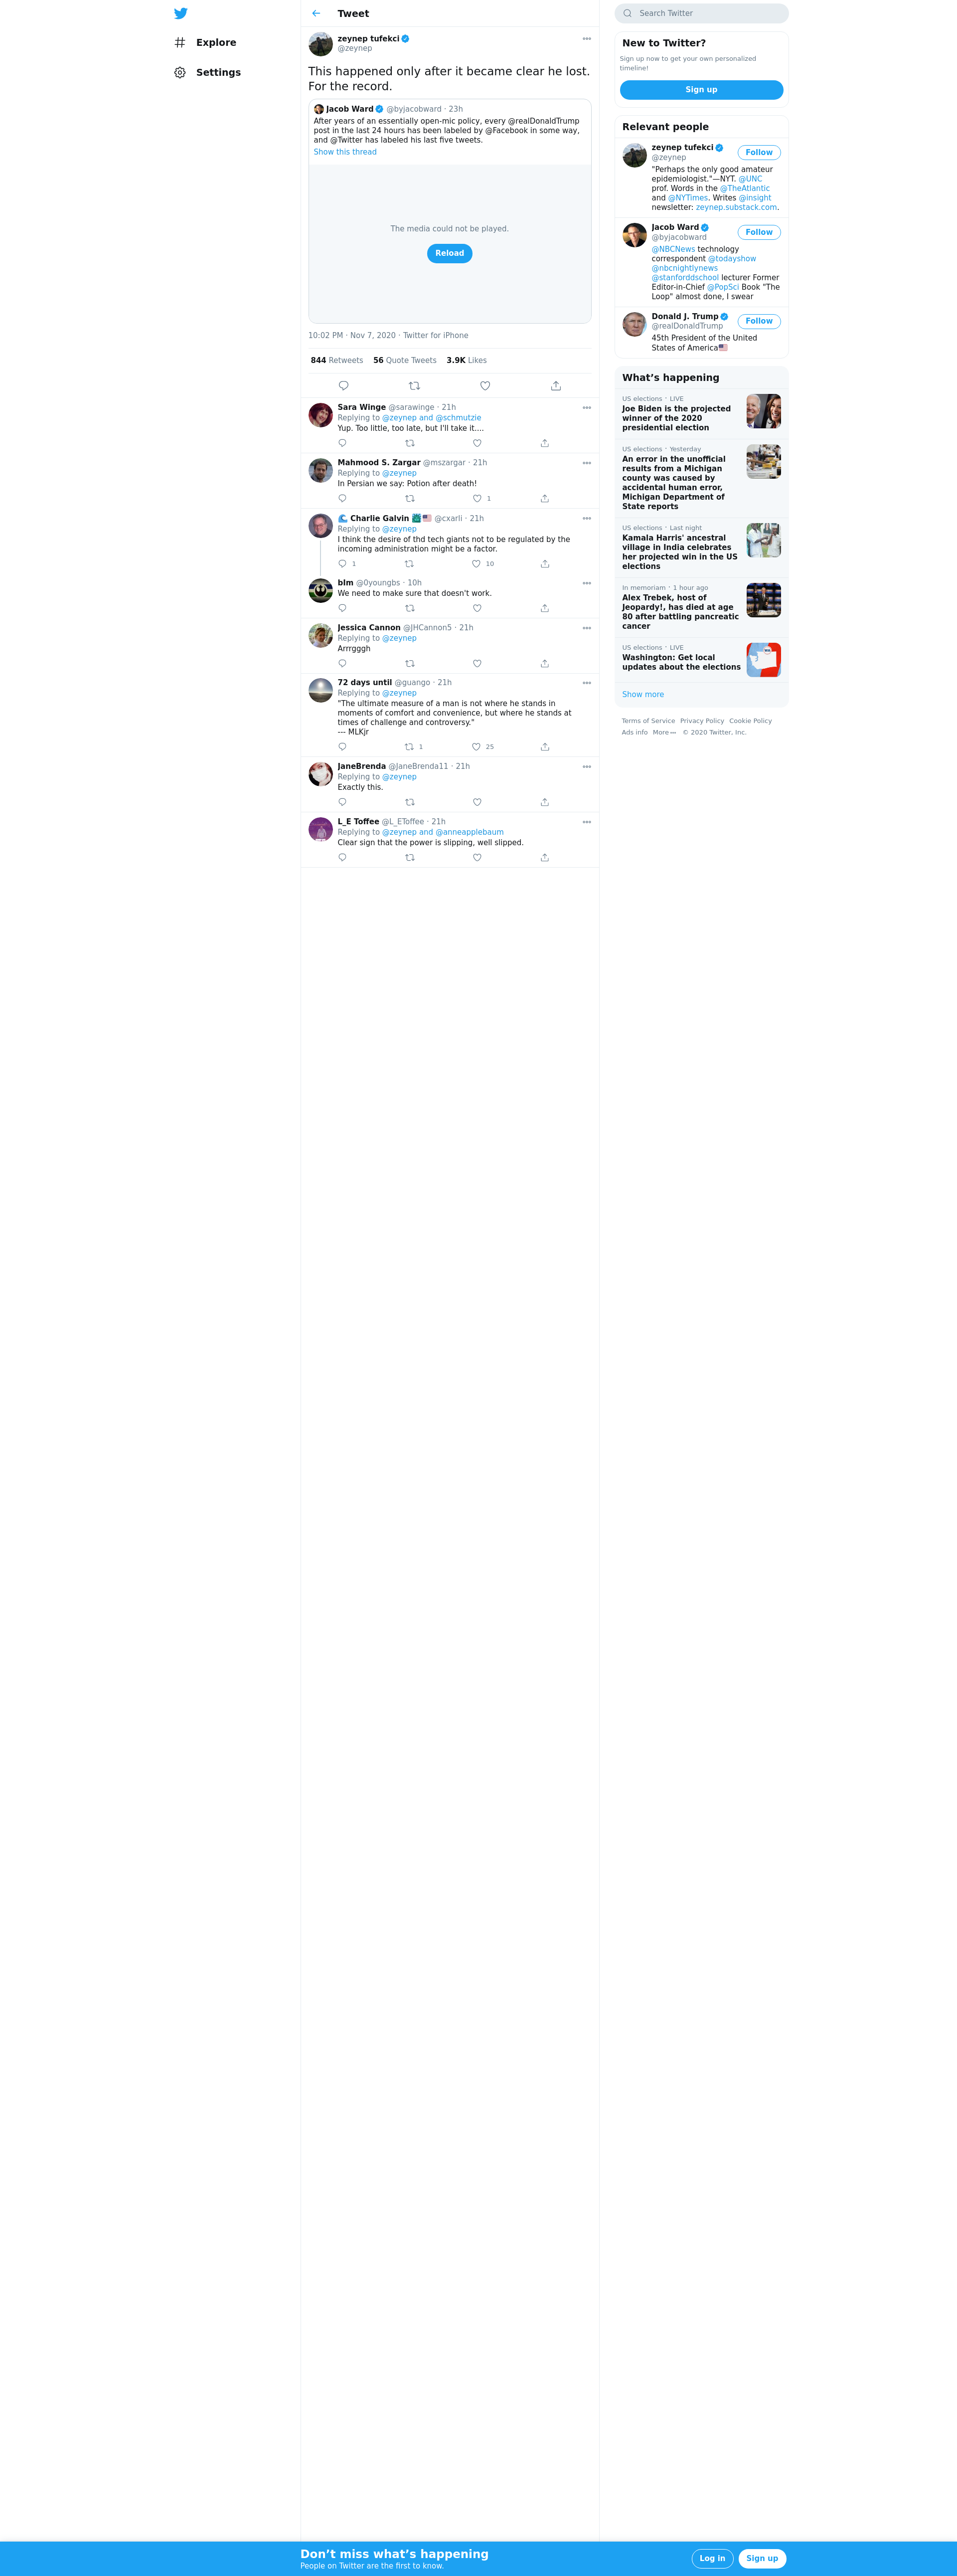 Explore
Settings
Tweet
zeynep tufekci
@zeynep
This happened only after it became clear he lost.
For the record.
Jacob Ward @byjacobward · 23h
After years of an essentially open-mic policy, every @realDonaldTrump
post in the last 24 hours has been labeled by @Facebook in some way,
and @Twitter has labeled his last five tweets.
Show this thread
The media could not be played.
Reload
10:02 PM · Nov 7, 2020 · Twitter for iPhone
844 Retweets 56 Quote Tweets 3.9K Likes
Sara Winge @sarawinge · 21h
Replying to @zeynep and @schmutzie
Yup. Too little, too late, but I'll take it….
Mahmood S. Zargar @mszargar · 21h
Replying to @zeynep
In Persian we say: Potion after death!
1
🌊 Charlie Galvin 🗽🇺🇸 @cxarli · 21h
Replying to @zeynep
I think the desire of thd tech giants not to be regulated by the
incoming administration might be a factor.
1 10
blm @0youngbs · 10h
We need to make sure that doesn't work.
Jessica Cannon @JHCannon5 · 21h
Replying to @zeynep
Arrrgggh
72 days until @guango · 21h
Replying to @zeynep
"The ultimate measure of a man is not where he stands in
moments of comfort and convenience, but where he stands at
times of challenge and controversy."
--- MLKjr
1 25
JaneBrenda @JaneBrenda11 · 21h
Replying to @zeynep
Exactly this.
L_E Toffee @L_EToffee · 21h
Replying to @zeynep and @anneapplebaum
Clear sign that the power is slipping, well slipped.
Search Twitter
New to Twitter?
Sign up now to get your own personalized
timeline!
Sign up
Relevant people
zeynep tufekci
@zeynep
Follow
"Perhaps the only good amateur
epidemiologist."—NYT. @UNC
prof. Words in the @TheAtlantic
and @NYTimes. Writes @insight
newsletter: zeynep.substack.com.
Jacob Ward
@byjacobward
Follow
@NBCNews technology
correspondent @todayshow
@nbcnightlynews
@stanforddschool lecturer Former
Editor-in-Chief @PopSci Book "The
Loop" almost done, I swear
Donald J. Trump
@realDonaldTrump
Follow
45th President of the United
States of America🇺🇸
What's happening
US elections · LIVE
Joe Biden is the projected
winner of the 2020
presidential election
US elections · Yesterday
An error in the unofficial
results from a Michigan
county was caused by
accidental human error,
Michigan Department of
State reports
US elections · Last night
Kamala Harris' ancestral
village in India celebrates
her projected win in the US
elections
In memoriam · 1 hour ago
Alex Trebek, host of
Jeopardy!, has died at age
80 after battling pancreatic
cancer
US elections · LIVE
Washington: Get local
updates about the elections
Show more
Terms of Service Privacy Policy Cookie Policy
Ads info More ••• © 2020 Twitter, Inc.
Don't miss what's happening
People on Twitter are the first to know.
Log in
Sign up